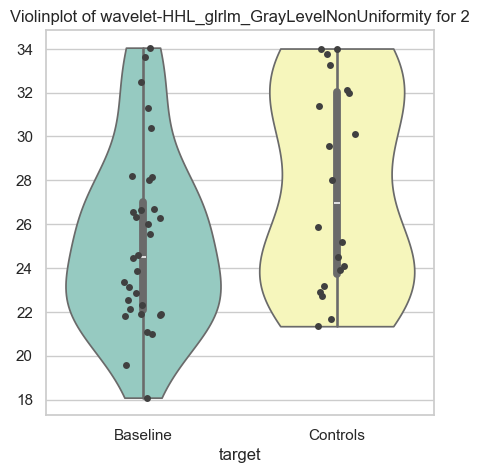 Violinplot of wavelet-HHL_glrlm_GrayLevelNonUniformity for 2
34
32
30
28
26
24
22
20
18
Baseline
Controls
target